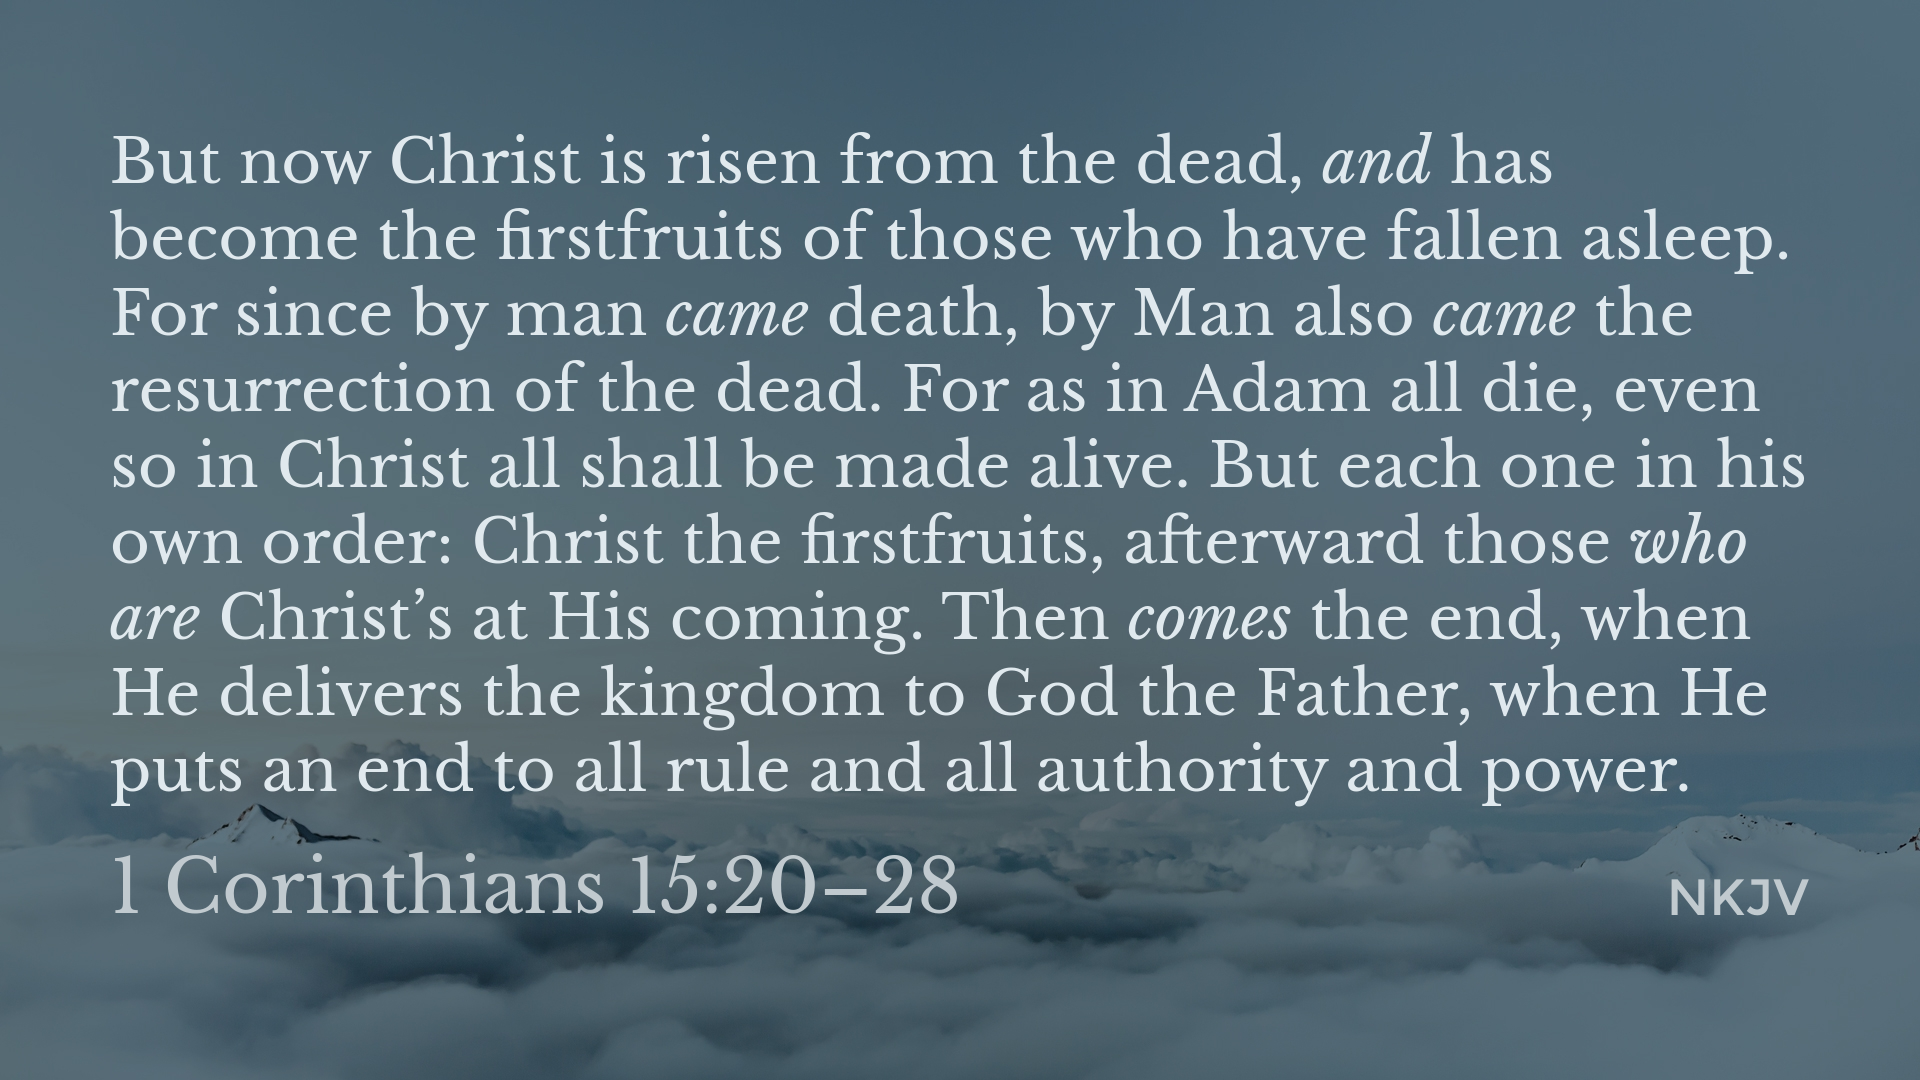 But now Christ is risen from the dead, and has
become the firstfruits of those who have fallen asleep.
For since by man came death, by Man also came the
resurrection of the dead. For as in Adam all die, even
so in Christ all shall be made alive. But each one in his
own order: Christ the firstfruits, afterward those who
are Christ’s at His coming. Then comes the end, when
He delivers the kingdom to God the Father, when He
puts an end to all rule and all authority and power.
1 Corinthians 15:20–28
NKJV